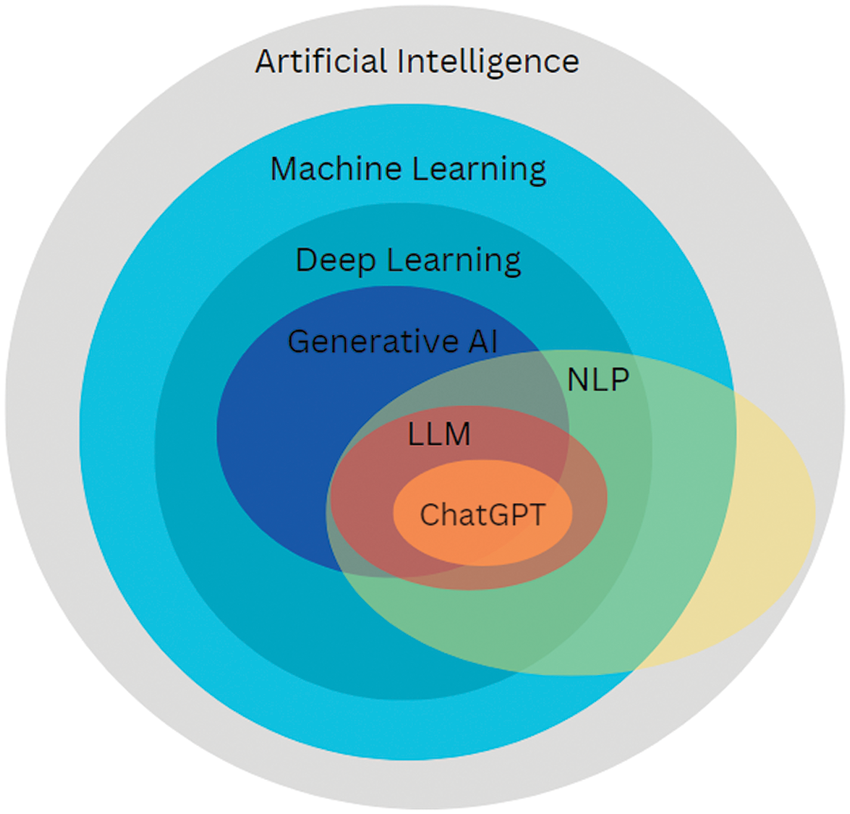 Artificial Intelligence
Machine Learning
Deep Learning
Generative AI
NLP
LLM
ChatGPT